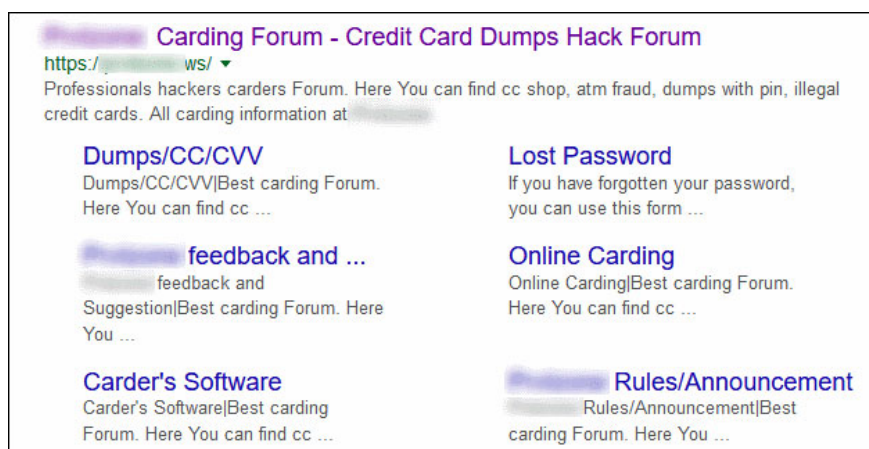 Carding Forum - Credit Card Dumps Hack Forum
https:/ ws/
Professionals hackers carders Forum. Here You can find cc shop, atm fraud, dumps with pin, illegal
credit cards. All carding information at
Dumps/CC/CVV
Dumps/CC/CVV|Best carding Forum.
Here You can find cc ...
Lost Password
If you have forgotten your password,
you can use this form ...
feedback and ...
feedback and
Suggestion|Best carding Forum. Here
You ...
Online Carding
Online Carding|Best carding Forum.
Here You can find cc ...
Carder's Software
Carder's Software|Best carding
Forum. Here You can find cc ...
Rules/Announcement
Rules/Announcement|Best
carding Forum. Here You ...